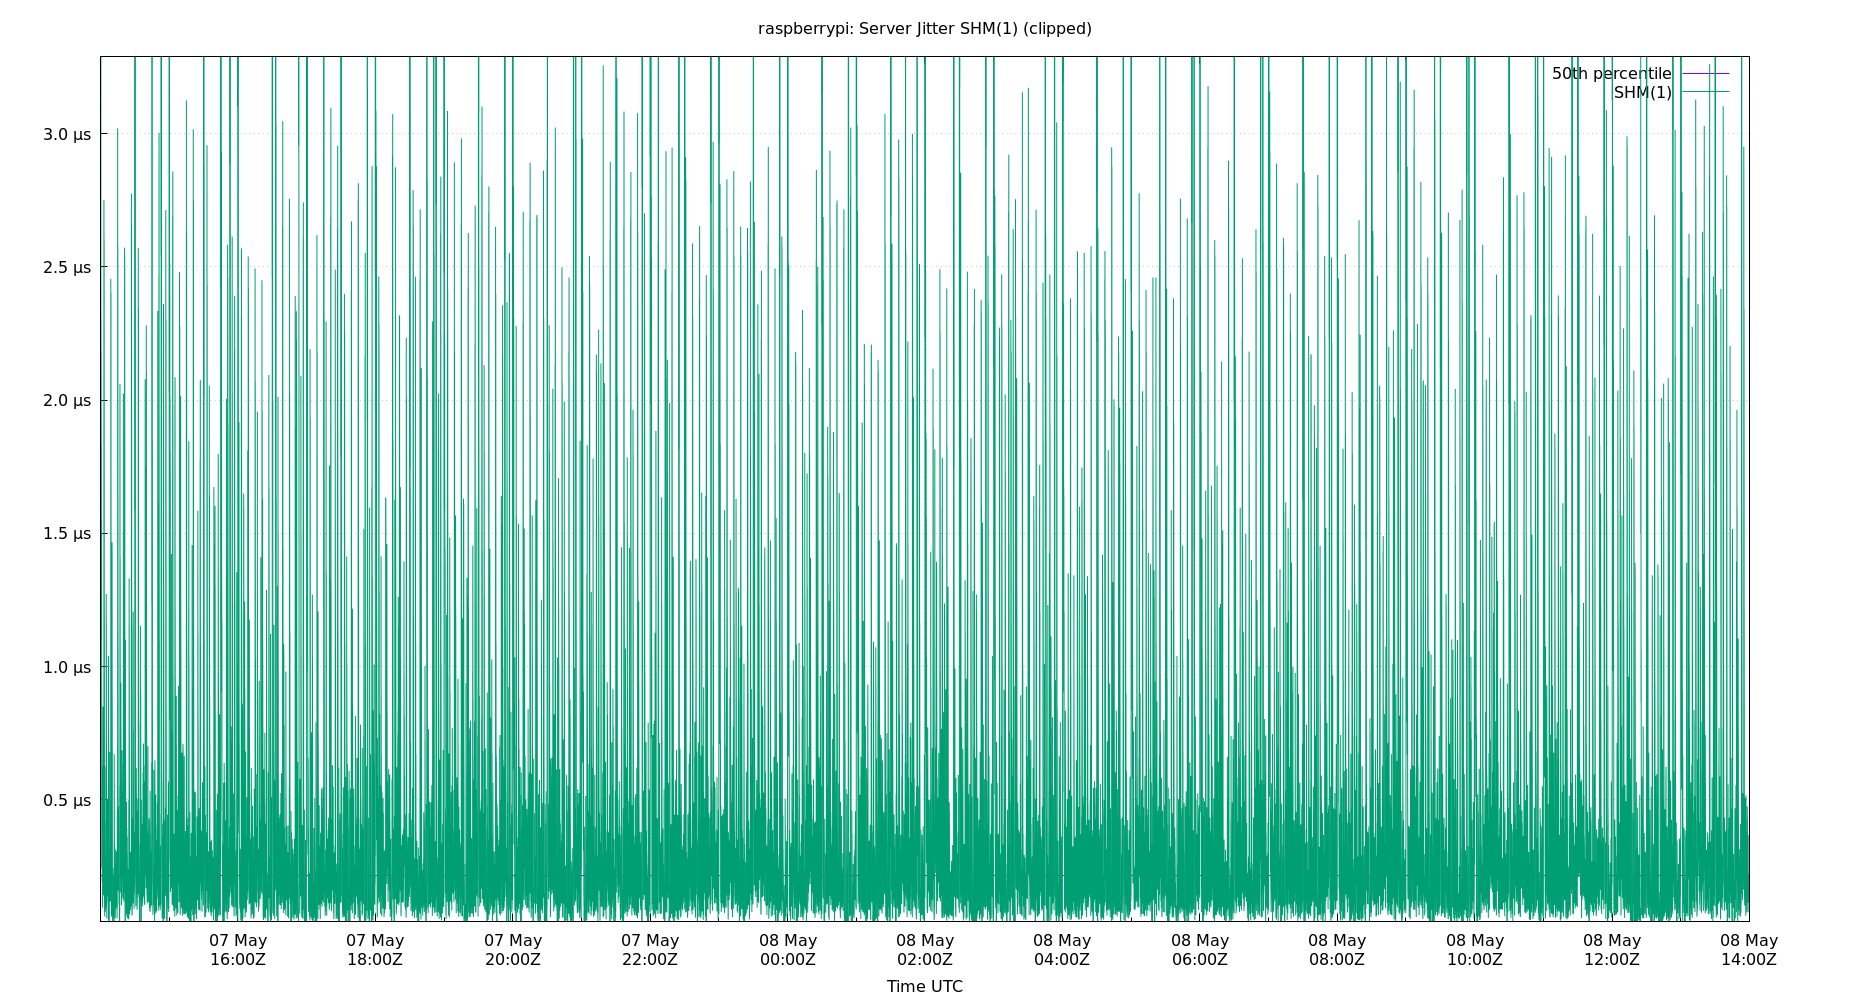 raspberrypi: Server Jitter SHM(1) (clipped)
50th percentile
SHM(1)
3.0 µs
2.5 µs
2.0 µs
1.5 µs
1.0 µs
0.5 µs
07 May 07 May 07 May 07 May 08 May 08 May 08 May 08 May 08 May 08 May 08 May 08 May
16:00Z 18:00Z 20:00Z 22:00Z 00:00Z 02:00Z 04:00Z 06:00Z 08:00Z 10:00Z 12:00Z 14:00Z
Time UTC